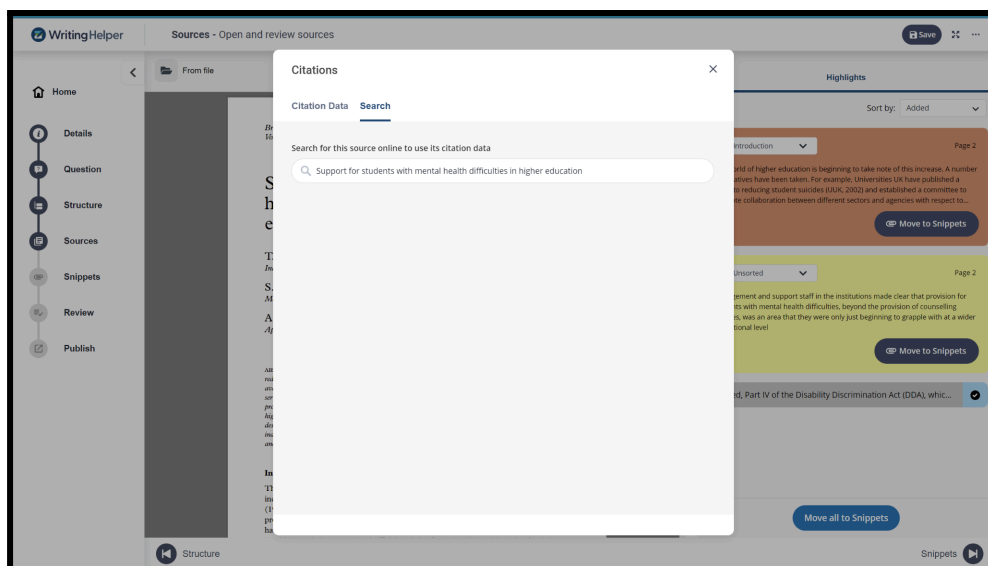 WritingHelper
Sources - Open and review sources
Save
Home
Details
Question
Structure
Sources
Snippets
Review
Publish
From file
Citations
Citation Data Search
Search for this source online to use its citation data
Support for students with mental health difficulties in higher education
Highlights
Sort by: Added
Introduction
Page 2
orld of higher education is beginning to take note of this increase. A number
atives have been taken. For example, Universities UK have published a
to reducing student suicides (UUK, 2002) and established a committee to
te collaboration between different sectors and agencies with respect to...
Move to Snippets
Unsorted
Page 2
gement and support staff in the institutions made clear that provision for
nts with mental health difficulties, beyond the provision of counselling
es, was an area that they were only just beginning to grapple with at a wider
tional level
Move to Snippets
ed, Part IV of the Disability Discrimination Act (DDA), whic...
Move all to Snippets
Structure
Snippets